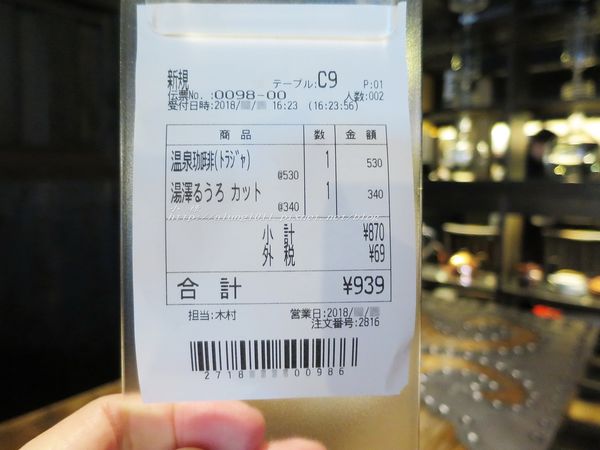 新規 テーブル:C9 P:01
伝票No. :0098-00 人数:002
受付日時:2018/ / 16:23 (16:23:56)
商品 数 金額
温泉珈琲(トラジャ) 1 530
@530
湯澤るうろ カット 1 340
@340
小計 ¥870
外税 ¥69
合計 ¥939
担当:木村 営業日:2018/ /
注文番号:2816
2718 00986